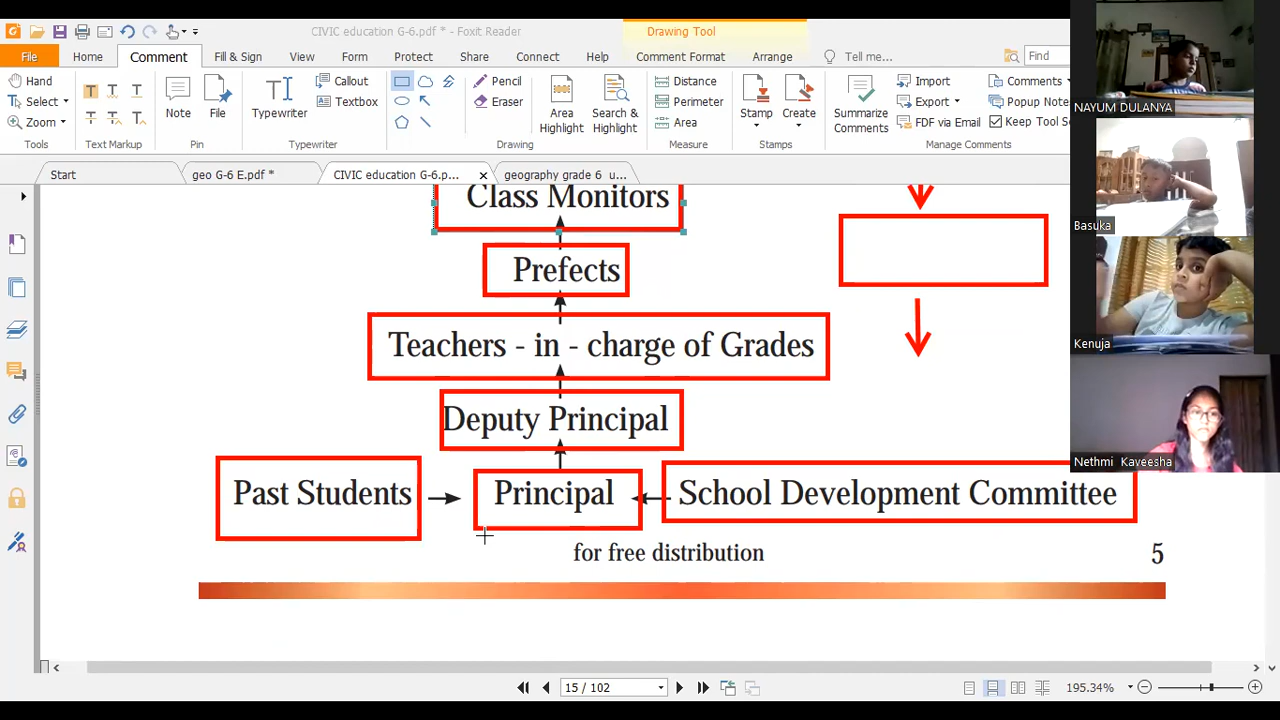 CIVIC education G-6.pdf * - Foxit Reader
Drawing Tool
File Home Comment Fill & Sign View Form Protect Share Connect Help Comment Format Arrange Tell me... Find
Hand
Select
Zoom
Tools
Text Markup
Note
File
Pin
Typewriter
Callout
Textbox
Typewriter
Pencil
Eraser
Area Highlight
Search & Highlight
Drawing
Distance
Perimeter
Area
Measure
Stamp
Create
Stamps
Summarize Comments
Import
Export
FDF via Email
Comments
Popup Note
Keep Tool S
Manage Comments
Start
geo G-6 E.pdf *
CIVIC education G-6.p...
geography grade 6 u...
Class Monitors
Prefects
Teachers - in - charge of Grades
Deputy Principal
Past Students
Principal
School Development Committee
for free distribution
5
15 / 102
195.34%
NAYUM DULANYA
Basuka
Kenuja
Nethmi Kaveesha